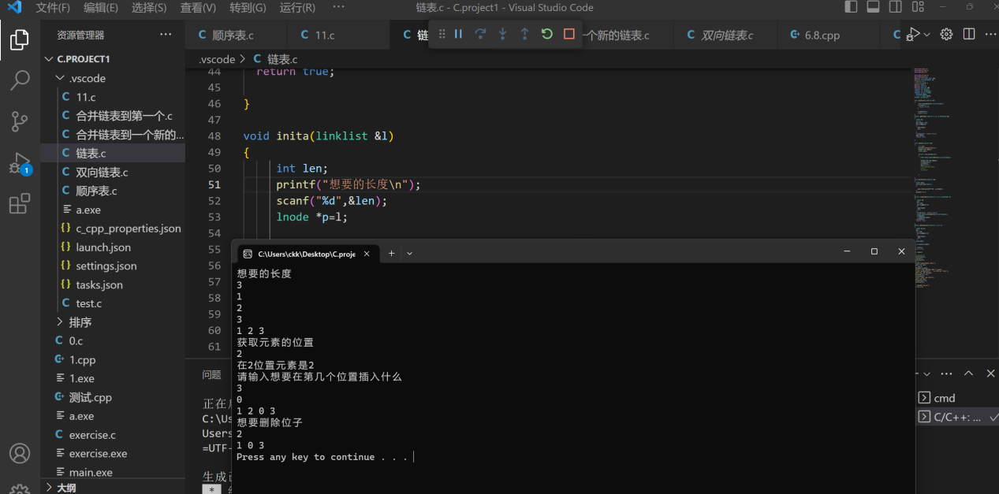 文件(F) 编辑(E) 选择(S) 查看(V) 转到(G) 运行(R) ··· 链表.c - C.project1 - Visual Studio Code
资源管理器 ···
C 顺序表.c C 11.c C 链 一个新的链表.c C 双向链表.c 6.8.cpp C
C.PROJECT1
.vscode > C 链表.c
.vscode
C 11.c
C 合并链表到第一个.c
C 合并链表到一个新的...
C 链表.c
C 双向链表.c
C 顺序表.c
a.exe
{} c_cpp_properties.json
{} launch.json
{} settings.json
{} tasks.json
C test.c
排序
C 0.c
1.cpp
1.exe
测试.cpp
a.exe
C exercise.c
exercise.exe
main.exe
大纲
1
44 return true;
45
46 }
47
48 void inita(linklist &l)
49 {
50 int len;
51 printf("想要的长度\n");
52 scanf("%d",&len);
53 lnode *p=l;
54
55
56
57
58
59
60
61
C:\Users\ckk\Desktop\C.proje
想要的长度
3
1
2
3
1 2 3
获取元素的位置
2
在2位置元素是2
请输入想要在第几个位置插入什么
3
0
1 2 0 3
想要删除位子
2
1 0 3
Press any key to continue . . .
问题
正在
C:\Us
Users
=UTF-
生成
*
cmd
C/C++: ...